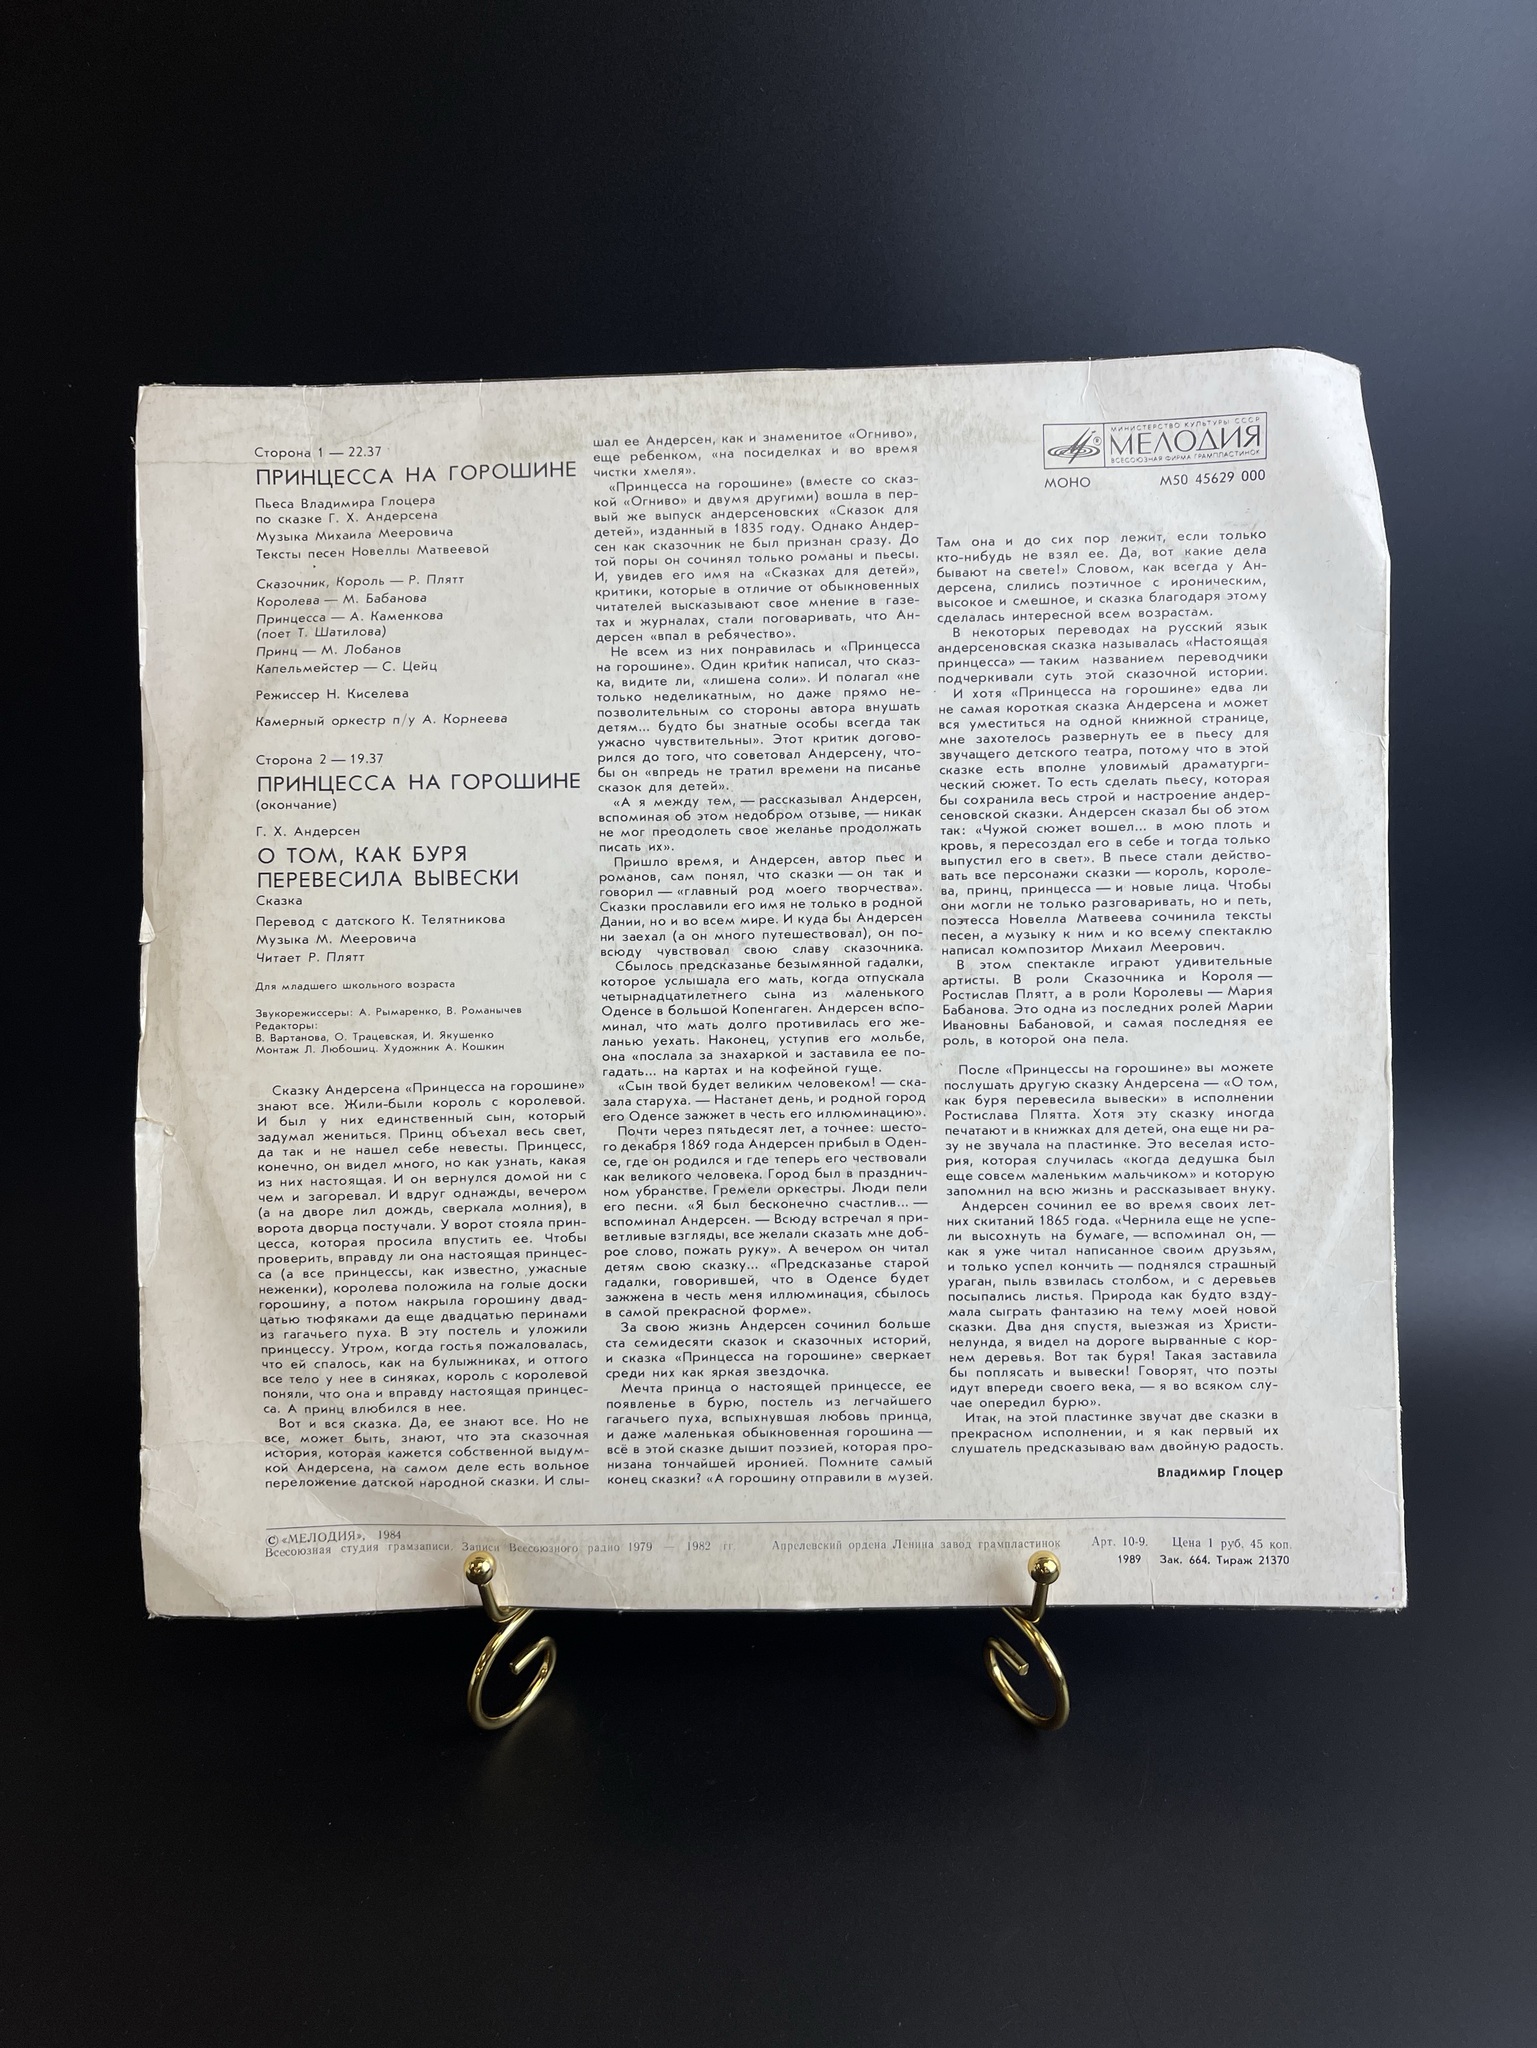 Сторона 1 — 22.37
ПРИНЦЕССА НА ГОРОШИНЕ
Пьеса Владимира Глоцера
по сказке Г. Х. Андерсена
Музыка Михаила Мееровича
Тексты песен Новеллы Матвеевой
Сказочник, Король — Р. Плятт
Королева — М. Бабанова
Принцесса — А. Каменкова
(поет Т. Шатилова)
Принц — М. Лобанов
Капельмейстер — С. Цейц
Режиссер Н. Киселева
Камерный оркестр п/у А. Корнеева
Сторона 2 — 19.37
ПРИНЦЕССА НА ГОРОШИНЕ
(окончание)
Г. Х. Андерсен
О ТОМ, КАК БУРЯ
ПЕРЕВЕСИЛА ВЫВЕСКИ
Сказка
Перевод с датского К. Телятникова
Музыка М. Мееровича
Читает Р. Плятт
Для младшего школьного возраста
Звукорежиссеры: А. Рымаренко, В. Романычев
Редакторы:
В. Вартанова, О. Трацевская, И. Якушенко
Монтаж Л. Любошиц. Художник А. Кошкин
Сказку Андерсена «Принцесса на горошине»
знают все. Жили-были король с королевой.
И был у них единственный сын, который
задумал жениться. Принц объехал весь свет,
да так и не нашел себе невесты. Принцесс,
конечно, он видел много, но как узнать, какая
из них настоящая. И он вернулся домой ни с
чем и загоревал. И вдруг однажды, вечером
(а на дворе лил дождь, сверкала молния), в
ворота дворца постучали. У ворот стояла прин-
цесса, которая просила впустить ее. Чтобы
проверить, вправду ли она настоящая принцес-
са (а все принцессы, как известно, ужасные
неженки), королева положила на голые доски
горошину, а потом накрыла горошину двад-
цатью тюфяками да еще двадцатью перинами
из гагачьего пуха. В эту постель и уложили
принцессу. Утром, когда гостья пожаловалась,
что ей спалось, как на булыжниках, и оттого
все тело у нее в синяках, король с королевой
поняли, что она и вправду настоящая принцес-
са. А принц влюбился в нее.
Вот и вся сказка. Да, ее знают все. Но не
все, может быть, знают, что эта сказочная
история, которая кажется собственной выдум-
кой Андерсена, на самом деле есть вольное
переложение датской народной сказки. И слы-
шал ее Андерсен, как и знаменитое «Огниво»,
еще ребенком, «на посиделках и во время
чистки хмеля».
«Принцесса на горошине» (вместе со сказ-
кой «Огниво» и двумя другими) вошла в пер-
вый же выпуск андерсеновских «Сказок для
детей», изданный в 1835 году. Однако Андер-
сен как сказочник не был признан сразу. До
той поры он сочинял только романы и пьесы.
И, увидев его имя на «Сказках для детей»,
критики, которые в отличие от обыкновенных
читателей высказывают свое мнение в газе-
тах и журналах, стали поговаривать, что Ан-
дерсен «впал в ребячество».
Не всем из них понравилась и «Принцесса
на горошине». Один критик написал, что сказ-
ка, видите ли, «лишена соли». И полагал «не
только неделикатным, но даже прямо не-
позволительным со стороны автора внушать
детям... будто бы знатные особы всегда так
ужасно чувствительны». Этот критик догово-
рился до того, что советовал Андерсену, что-
бы он «впредь не тратил времени на писанье
сказок для детей».
«А я между тем, — рассказывал Андерсен,
вспоминая об этом недобром отзыве, — никак
не мог преодолеть свое желанье продолжать
писать их».
Пришло время, и Андерсен, автор пьес и
романов, сам понял, что сказки — он так и
говорил — «главный род моего творчества».
Сказки прославили его имя не только в родной
Дании, но и во всем мире. И куда бы Андерсен
ни заехал (а он много путешествовал), он по-
всюду чувствовал свою славу сказочника.
Сбылось предсказанье безымянной гадалки,
которое услышала его мать, когда отпускала
четырнадцатилетнего сына из маленького
Оденсе в большой Копенгаген. Андерсен вспо-
минал, что мать долго противилась его же-
ланью уехать. Наконец, уступив его мольбе,
она «послала за знахаркой и заставила ее по-
гадать... на картах и на кофейной гуще.
«Сын твой будет великим человеком! — ска-
зала старуха. — Настанет день, и родной город
его Оденсе зажжет в честь его иллюминацию».
Почти через пятьдесят лет, а точнее: шесто-
го декабря 1869 года Андерсен прибыл в Оден-
се, где он родился и где теперь его чествовали
как великого человека. Город был в празднич-
ном убранстве. Гремели оркестры. Люди пели
его песни. «Я был бесконечно счастлив... —
вспоминал Андерсен. — Всюду встречал я при-
ветливые взгляды, все желали сказать мне доб-
рое слово, пожать руку». А вечером он читал
детям свою сказку... «Предсказанье старой
гадалки, говорившей, что в Оденсе будет
зажжена в честь меня иллюминация, сбылось
в самой прекрасной форме».
За свою жизнь Андерсен сочинил больше
ста семидесяти сказок и сказочных историй,
и сказка «Принцесса на горошине» сверкает
среди них как яркая звездочка.
Мечта принца о настоящей принцессе, ее
появленье в бурю, постель из легчайшего
гагачьего пуха, вспыхнувшая любовь принца,
и даже маленькая обыкновенная горошина —
всё в этой сказке дышит поэзией, которая про-
низана тончайшей иронией. Помните самый
конец сказки? «А горошину отправили в музей.
МИНИСТЕРСТВО КУЛЬТУРЫ СССР
МЕЛОДИЯ
ВСЕСОЮЗНАЯ ФИРМА ГРАМПЛАСТИНОК
МОНО М50 45629 000
Там она и до сих пор лежит, если только
кто-нибудь не взял ее. Да, вот какие дела
бывают на свете!» Словом, как всегда у Ан-
дерсена, слились поэтичное с ироническим,
высокое и смешное, и сказка благодаря этому
сделалась интересной всем возрастам.
В некоторых переводах на русский язык
андерсеновская сказка называлась «Настоящая
принцесса» — таким названием переводчики
подчеркивали суть этой сказочной истории.
И хотя «Принцесса на горошине» едва ли
не самая короткая сказка Андерсена и может
вся уместиться на одной книжной странице,
мне захотелось развернуть ее в пьесу для
звучащего детского театра, потому что в этой
сказке есть вполне уловимый драматурги-
ческий сюжет. То есть сделать пьесу, которая
бы сохранила весь строй и настроение андер-
сеновской сказки. Андерсен сказал бы об этом
так: «Чужой сюжет вошел... в мою плоть и
кровь, я пересоздал его в себе и тогда только
выпустил его в свет». В пьесе стали действо-
вать все персонажи сказки — король, короле-
ва, принц, принцесса — и новые лица. Чтобы
они могли не только разговаривать, но и петь,
поэтесса Новелла Матвеева сочинила тексты
песен, а музыку к ним и ко всему спектаклю
написал композитор Михаил Меерович.
В этом спектакле играют удивительные
артисты. В роли Сказочника и Короля —
Ростислав Плятт, а в роли Королевы — Мария
Бабанова. Это одна из последних ролей Марии
Ивановны Бабановой, и самая последняя ее
роль, в которой она пела.
После «Принцессы на горошине» вы можете
послушать другую сказку Андерсена — «О том,
как буря перевесила вывески» в исполнении
Ростислава Плятта. Хотя эту сказку иногда
печатают и в книжках для детей, она еще ни ра-
зу не звучала на пластинке. Это веселая исто-
рия, которая случилась «когда дедушка был
еще совсем маленьким мальчиком» и которую
запомнил на всю жизнь и рассказывает внуку.
Андерсен сочинил ее во время своих лет-
них скитаний 1865 года. «Чернила еще не успе-
ли высохнуть на бумаге, — вспоминал он, —
как я уже читал написанное своим друзьям,
и только успел кончить — поднялся страшный
ураган, пыль взвилась столбом, и с деревьев
посыпались листья. Природа как будто взду-
мала сыграть фантазию на тему моей новой
сказки. Два дня спустя, выезжая из Христи-
нелунда, я видел на дороге вырванные с кор-
нем деревья. Вот так буря! Такая заставила
бы поплясать и вывески! Говорят, что поэты
идут впереди своего века, — я во всяком слу-
чае опередил бурю».
Итак, на этой пластинке звучат две сказки в
прекрасном исполнении, и я как первый их
слушатель предсказываю вам двойную радость.
Владимир Глоцер
© «МЕЛОДИЯ», 1984
Всесоюзная студия грамзаписи. Записи Всесоюзного радио 1979 — 1982 гг. Апрелевский ордена Ленина завод грампластинок Арт. 10-9. Цена 1 руб. 45 коп.
1989 Зак. 664. Тираж 21370